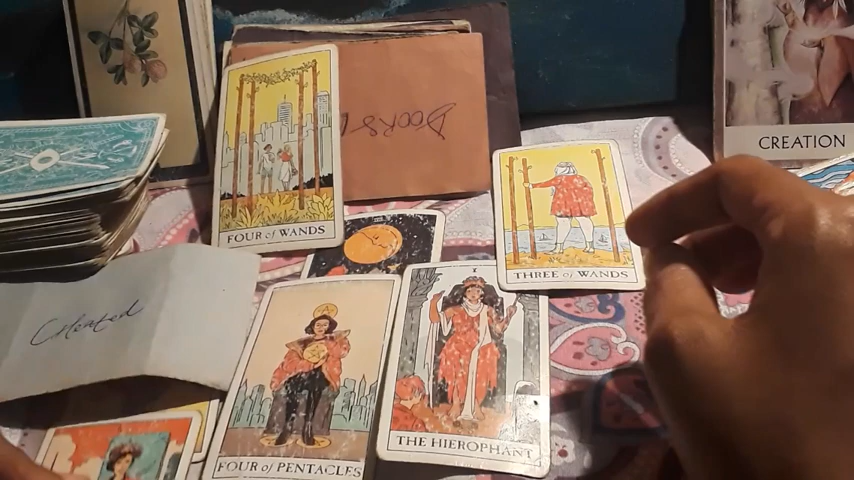 DOORS
CREATION
FOUR OF WANDS
THREE OF WANDS
Created
V
THE HIEROPHANT
FOUR OF PENTACLES